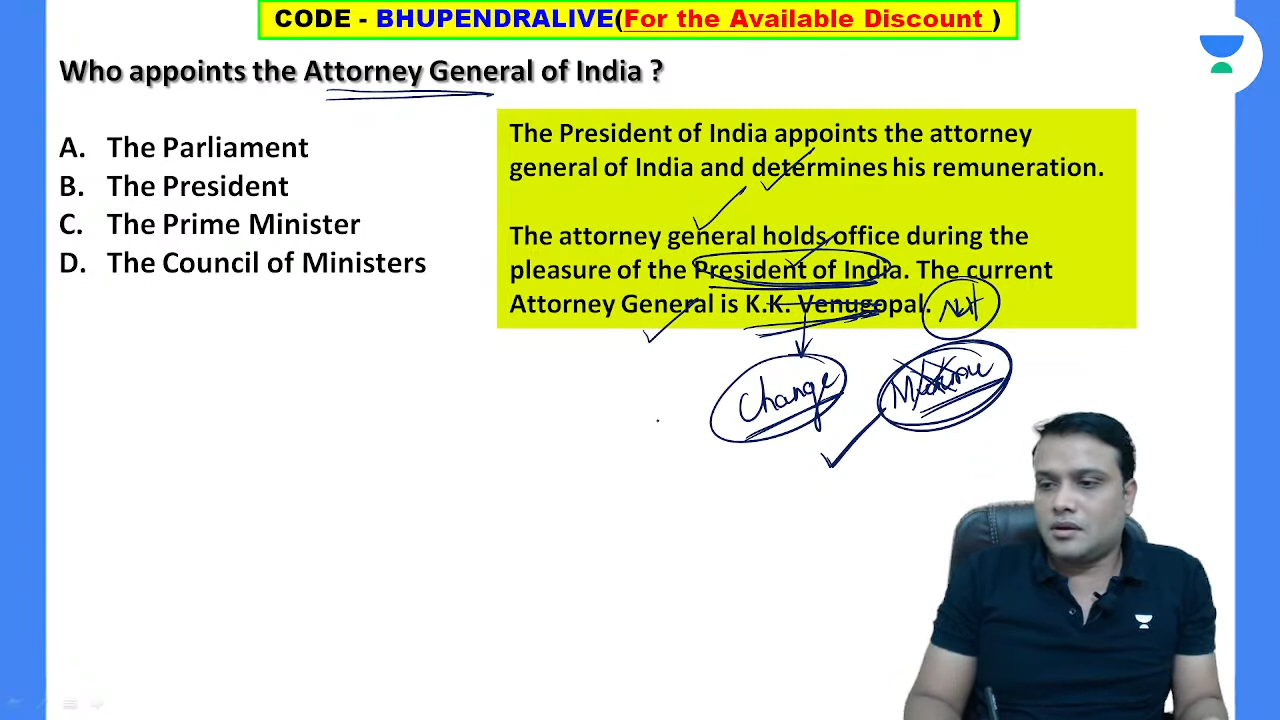 CODE - BHUPENDRALIVE(For the Available Discount )
Who appoints the Attorney General of India ?
A. The Parliament
B. The President
C. The Prime Minister
D. The Council of Ministers
The President of India appoints the attorney
general of India and determines his remuneration.
The attorney general holds office during the
pleasure of the President of India. The current
Attorney General is K.K. Venugopal.
Change